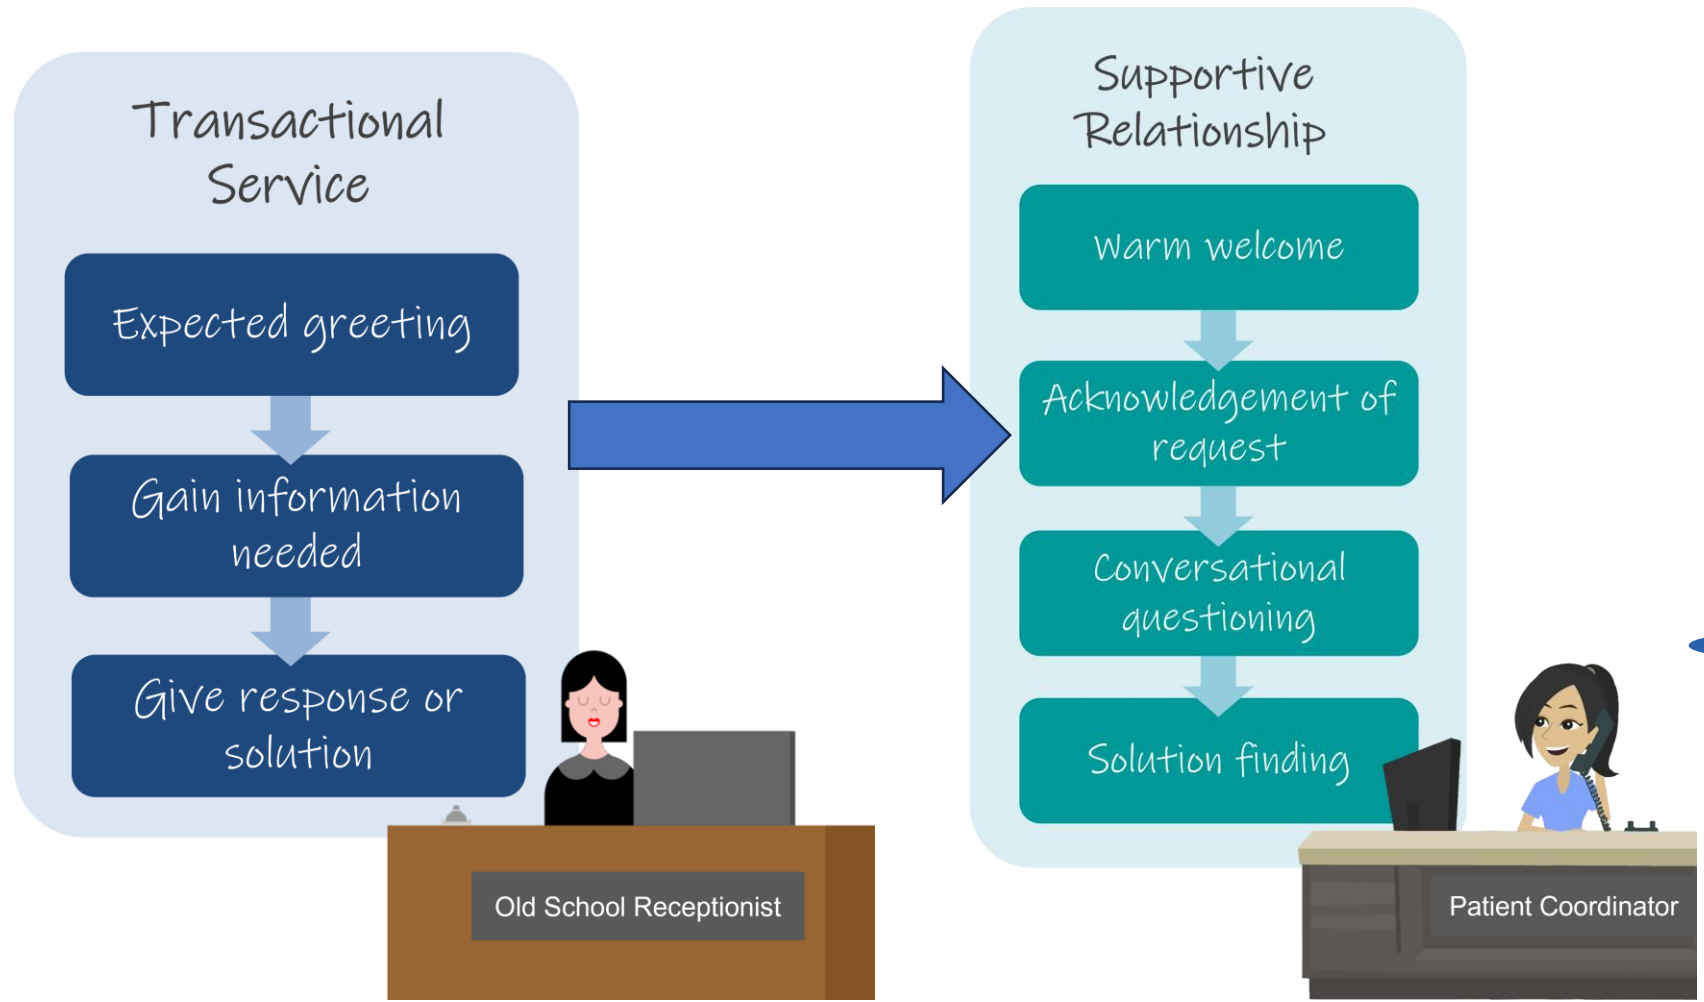 Transactional
Service
Expected greeting
Gain information
needed
Give response or
solution
Old School Receptionist
Supportive
Relationship
Warm welcome
Acknowledgement of
request
Conversational
questioning
Solution finding
Patient Coordinator